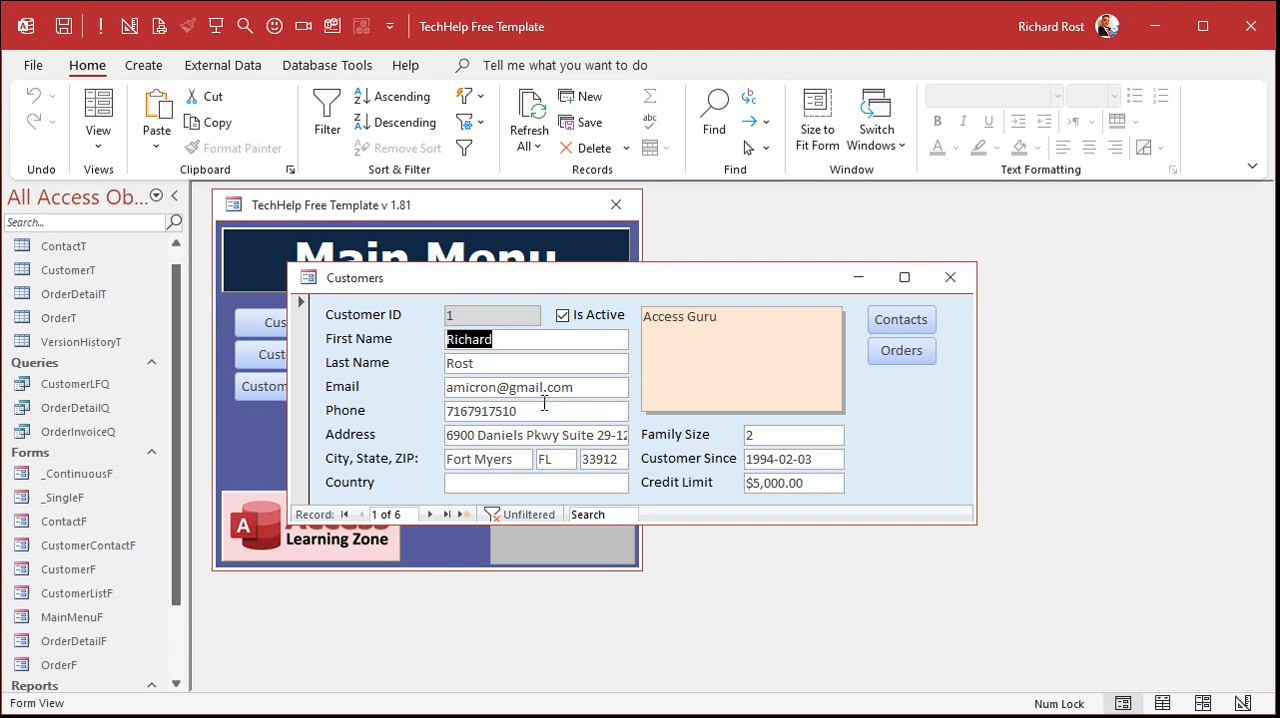 TechHelp Free Template
Richard Rost
File Home Create External Data Database Tools Help Tell me what you want to do
Undo
View
Views
Paste
Cut
Copy
Format Painter
Clipboard
Filter
Ascending
Descending
Remove Sort
Sort & Filter
Refresh
All
New
Save
Delete
Records
Find
Find
Size to
Fit Form
Switch
Windows
Window
B I U
A
Text Formatting
All Access Ob...
Search...
ContactT
CustomerT
OrderDetailT
OrderT
VersionHistoryT
Queries
CustomerLFQ
OrderDetailQ
OrderInvoiceQ
Forms
_ContinuousF
_SingleF
ContactF
CustomerContactF
CustomerF
CustomerListF
MainMenuF
OrderDetailF
OrderF
Reports
TechHelp Free Template v 1.81
Main Menu
Cus
Cust
Custom
A
Learning Zone
Customers
Customer ID 1 Is Active
First Name Richard
Last Name Rost
Email amicron@gmail.com
Phone 7167917510
Address 6900 Daniels Pkwy Suite 29-12
City, State, ZIP: Fort Myers FL 33912
Country
Access Guru
Family Size 2
Customer Since 1994-02-03
Credit Limit $5,000.00
Contacts
Orders
Record: 1 of 6 Unfiltered Search
Form View
Num Lock